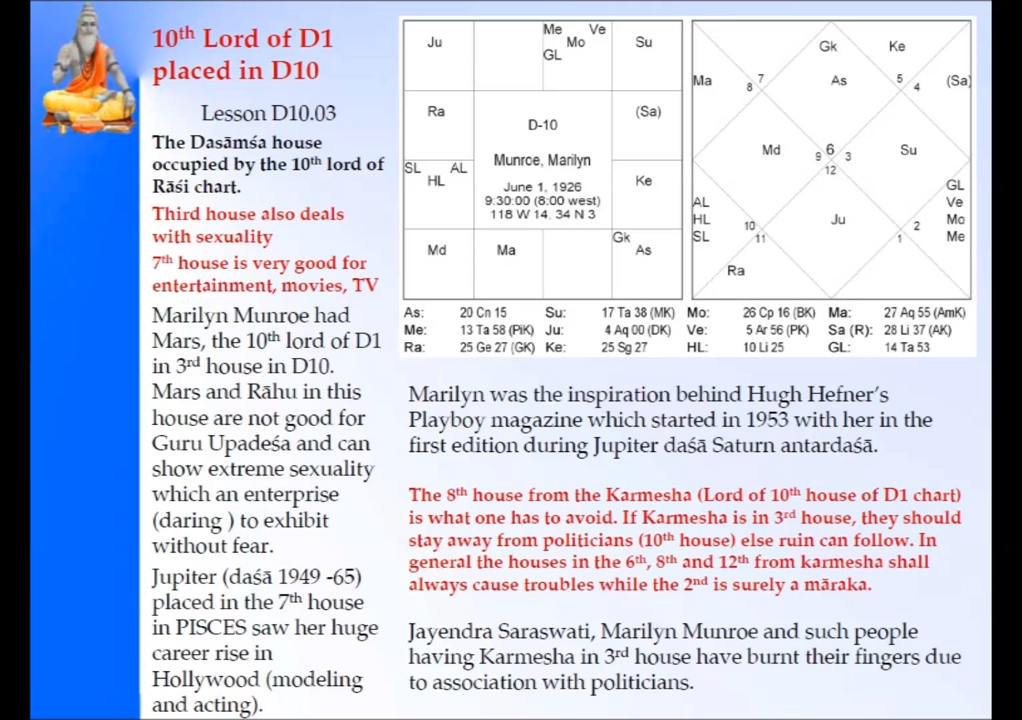 10th Lord of D1
placed in D10
Lesson D10.03
The Dasāmśa house
occupied by the 10th lord of
Rāśi chart.
Third house also deals
with sexuality
7th house is very good for
entertainment, movies, TV
Marilyn Munroe had
Mars, the 10th lord of D1
in 3rd house in D10.
Mars and Rāhu in this
house are not good for
Guru Upadeśa and can
show extreme sexuality
which an enterprise
(daring ) to exhibit
without fear.
Jupiter (daśā 1949 -65)
placed in the 7th house
in PISCES saw her huge
career rise in
Hollywood (modeling
and acting).
Ju
Me Ve
Mo
GL
Su
Ra
D-10
(Sa)
Munroe, Marilyn
SL AL
HL
June 1, 1926
9:30:00 (8:00 west)
118 W 14, 34 N 3
Ke
Md
Ma
Gk
As
Gk
Ke
Ma
8 7
As
5 4
(Sa)
Md
9 6 3
12
Su
AL
HL
SL
10
11
Ju
2
1
GL
Ve
Mo
Me
Ra
As: 20 Cn 15 Su: 17 Ta 38 (MK) Mo: 26 Cp 16 (BK) Ma: 27 Aq 55 (AmK)
Me: 13 Ta 58 (PiK) Ju: 4 Aq 00 (DK) Ve: 5 Ar 56 (PK) Sa (R): 28 Li 37 (AK)
Ra: 25 Ge 27 (GK) Ke: 25 Sg 27 HL: 10 Li 25 GL: 14 Ta 53
Marilyn was the inspiration behind Hugh Hefner's
Playboy magazine which started in 1953 with her in the
first edition during Jupiter daśā Saturn antardaśā.
The 8th house from the Karmesha (Lord of 10th house of D1 chart)
is what one has to avoid. If Karmesha is in 3rd house, they should
stay away from politicians (10th house) else ruin can follow. In
general the houses in the 6th, 8th and 12th from karmesha shall
always cause troubles while the 2nd is surely a māraka.
Jayendra Saraswati, Marilyn Munroe and such people
having Karmesha in 3rd house have burnt their fingers due
to association with politicians.